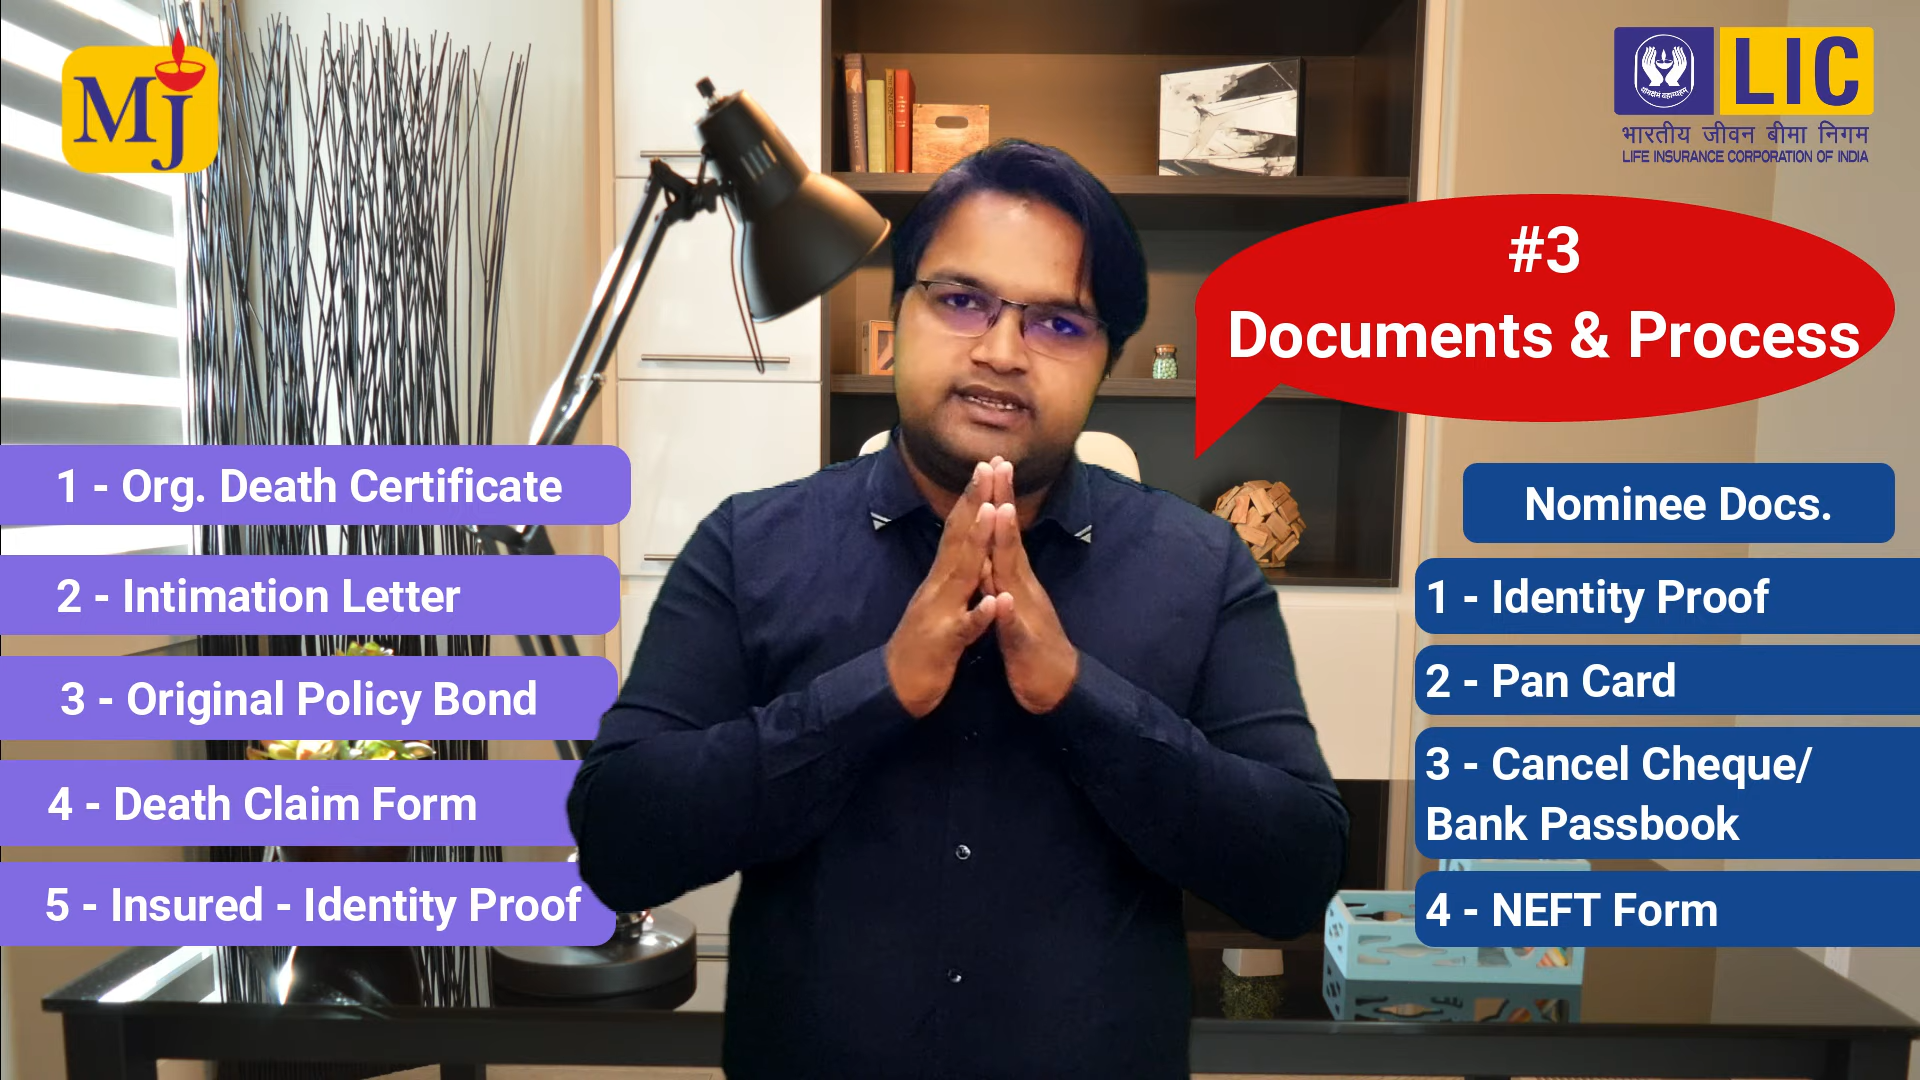 MJ
LIC
भारतीय जीवन बीमा निगम
LIFE INSURANCE CORPORATION OF INDIA
#3
Documents & Process
1 - Org. Death Certificate
2 - Intimation Letter
3 - Original Policy Bond
4 - Death Claim Form
5 - Insured - Identity Proof
Nominee Docs.
1 - Identity Proof
2 - Pan Card
3 - Cancel Cheque/
Bank Passbook
4 - NEFT Form